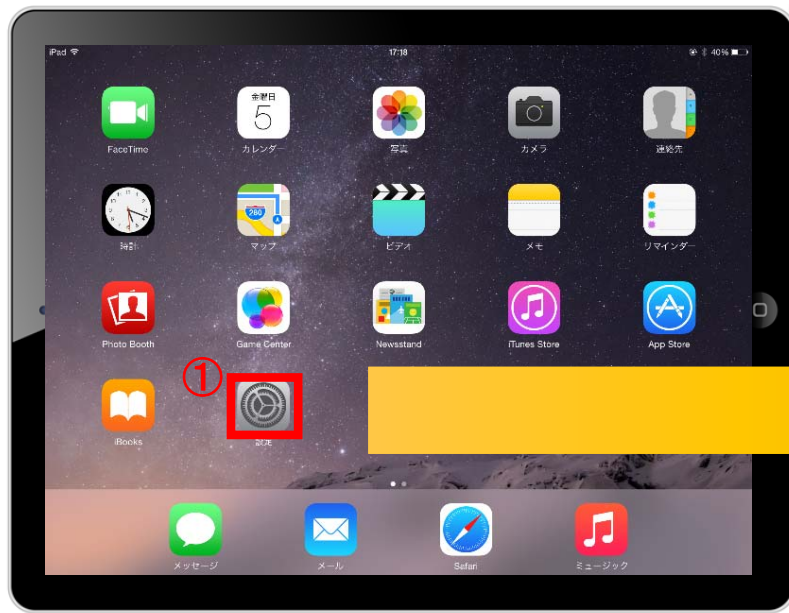 iPad 17:18 40%
金曜日
5
FaceTime カレンダー 写真 カメラ 連絡先
280
時計 マップ ビデオ メモ リマインダー
Photo Booth Game Center Newsstand iTunes Store App Store
①
iBooks 設定
メッセージ メール Safari ミュージック